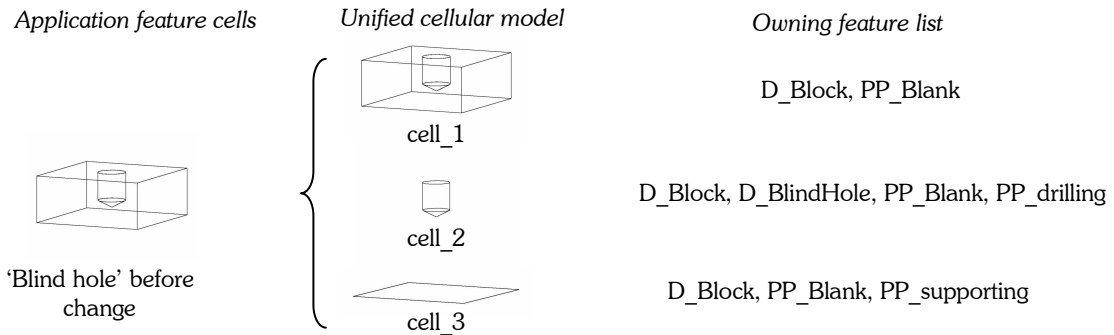 Application feature cells
Unified cellular model
Owning feature list
D_Block, PP_Blank
cell_1
D_Block, D_BlindHole, PP_Blank, PP_drilling
cell_2
‘Blind hole’ before
change
D_Block, PP_Blank, PP_supporting
cell_3